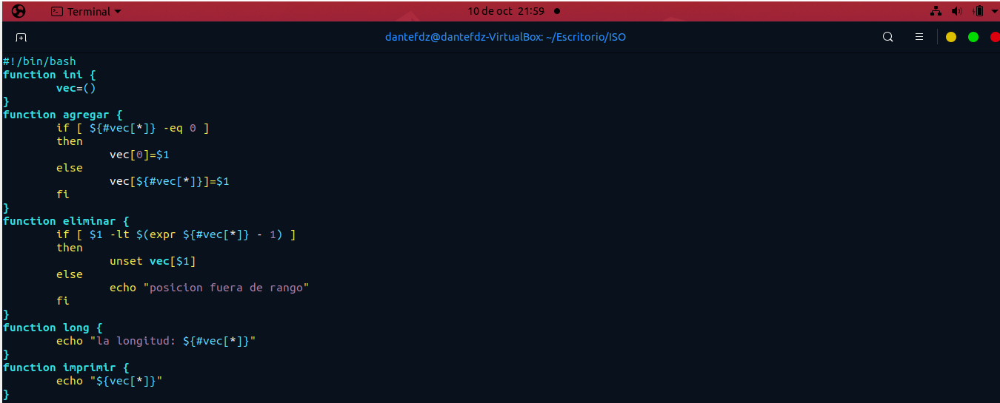 Terminal
10 de oct 21:59
dantefdz@dantefdz-VirtualBox: ~/Escritorio/ISO
#!/bin/bash
function ini {
        vec=()
}
function agregar {
        if [ ${#vec[*]} -eq 0 ]
        then
                vec[0]=$1
        else
                vec[${#vec[*]}]=$1
        fi
}
function eliminar {
        if [ $1 -lt $(expr ${#vec[*]} - 1) ]
        then
                unset vec[$1]
        else
                echo "posicion fuera de rango"
        fi
}
function long {
        echo "la longitud: ${#vec[*]}"
}
function imprimir {
        echo "${vec[*]}"
}